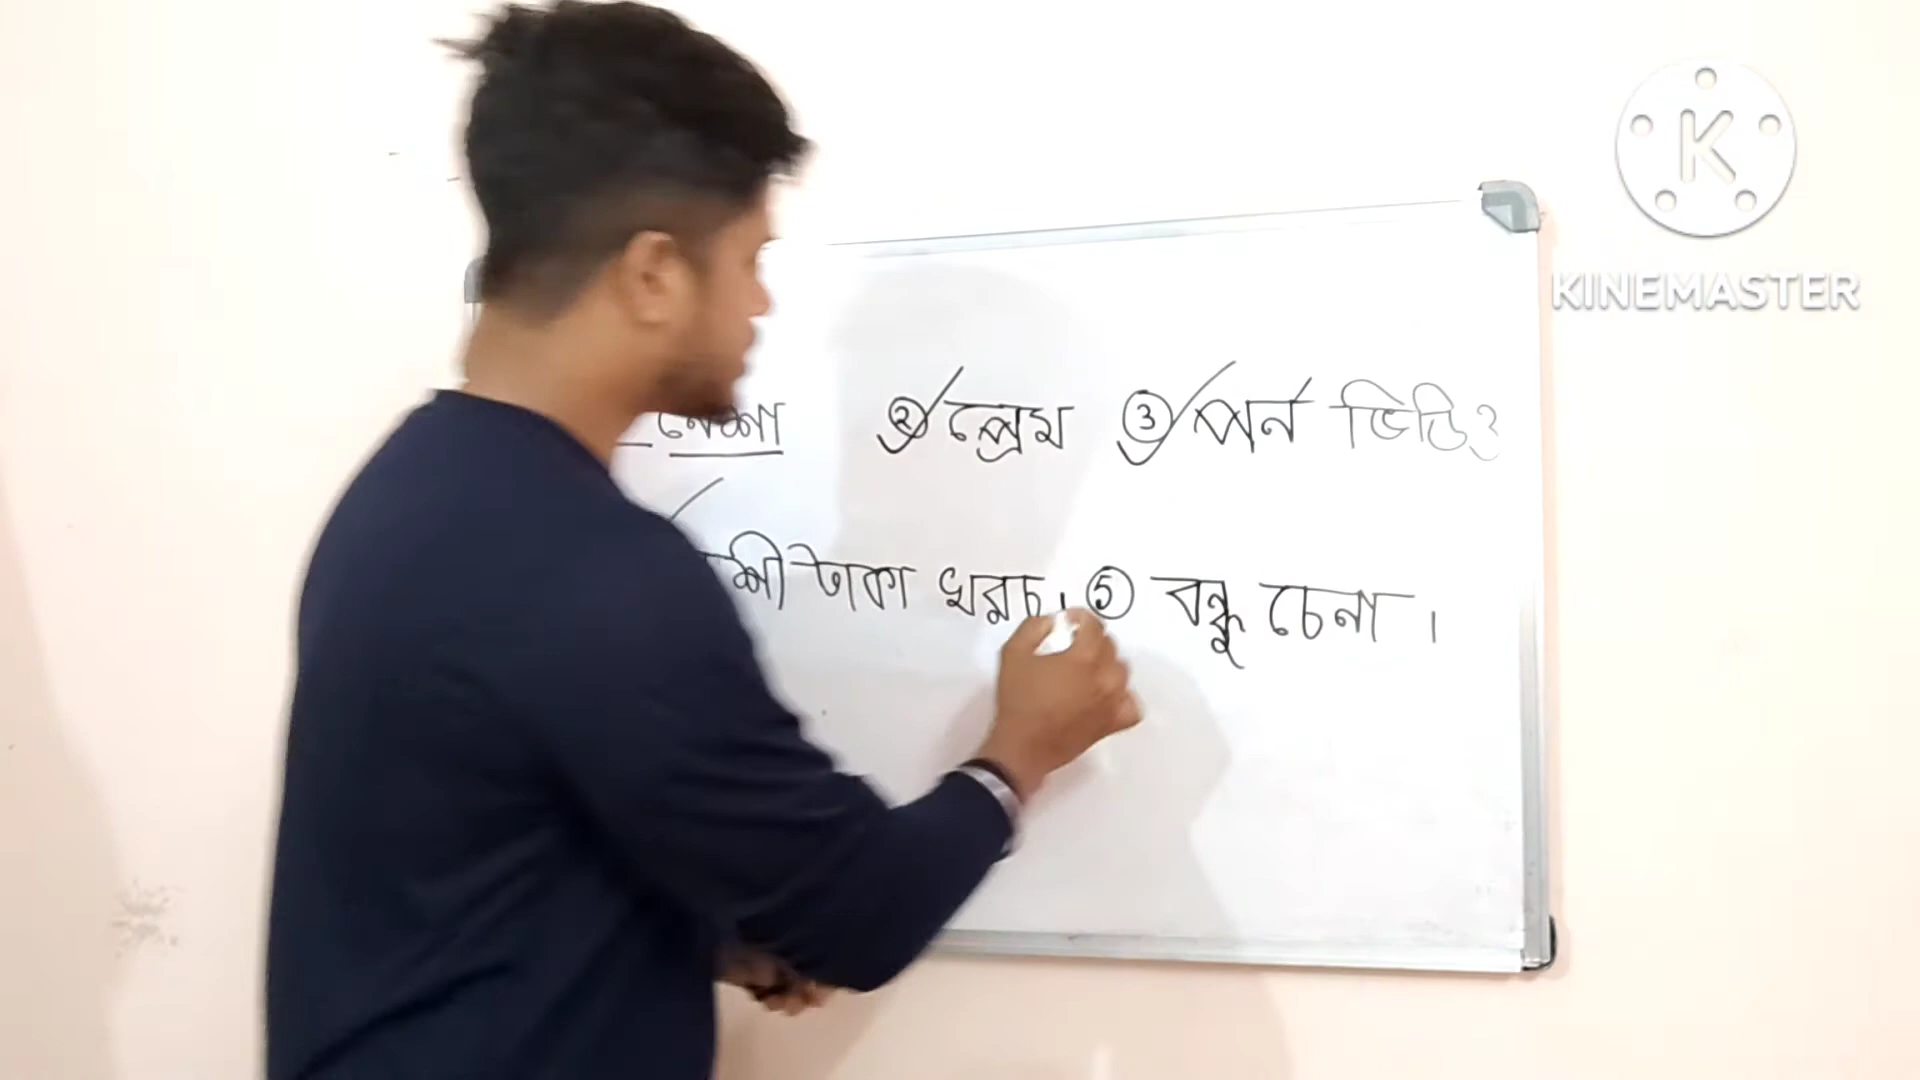 নেশা ② প্রেম ③ পর্ন ভিডিও
টাকা খরচ। ⑤ বন্ধু চেনা।
K
KINEMASTER